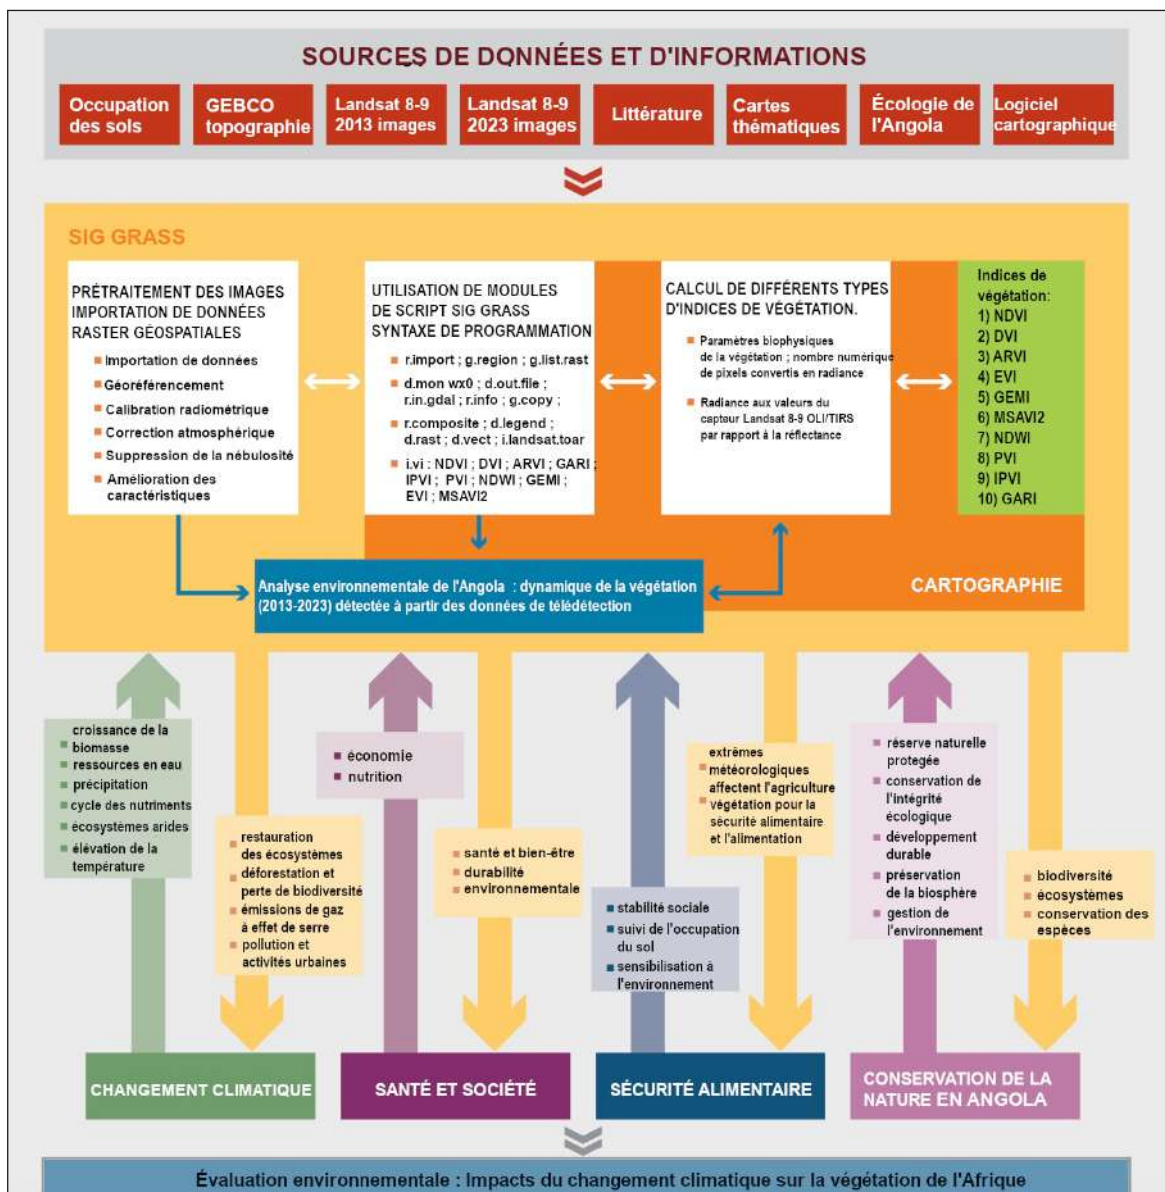 SOURCES DE DONNÉES ET D'INFORMATIONS
Occupation
des sols
GEBCO
topographie
Landsat 8-9
2013 images
Landsat 8-9
2023 images
Littérature
Cartes
thématiques
Écologie de
l'Angola
Logiciel
cartographique
SIG GRASS
PRÉTRAITEMENT DES IMAGES
IMPORTATION DE DONNÉES
RASTER GÉOSPATIALES
Importation de données
Géoréférencement
Calibration radiométrique
Correction atmosphérique
Suppression de la nébulosité
Amélioration des
caractéristiques
UTILISATION DE MODULES
DE SCRIPT SIG GRASS
SYNTAXE DE PROGRAMMATION
r.import ; g.region ; g.list.rast
d.mon wx0 ; d.out.file ;
r.in.gdal ; r.info ; g.copy ;
r.composite ; d.legend ;
d.rast ; d.vect ; i.landsat.toar
i.vi : NDVI ; DVI ; ARVI ; GARI ;
IPVI ; PVI ; NDWI ; GEMI ;
EVI ; MSAVI2
CALCUL DE DIFFÉRENTS TYPES
D'INDICES DE VÉGÉTATION.
Paramètres biophysiques
de la végétation ; nombre numérique
de pixels convertis en radiance
Radiance aux valeurs du
capteur Landsat 8-9 OLI/TIRS
par rapport à la réflectance
Indices de
végétation:
1) NDVI
2) DVI
3) ARVI
4) EVI
5) GEMI
6) MSAVI2
7) NDWI
8) PVI
9) IPVI
10) GARI
CARTOGRAPHIE
Analyse environnementale de l'Angola : dynamique de la végétation
(2013-2023) détectée à partir des données de télédétection
croissance de la
biomasse
ressources en eau
précipitation
cycle des nutriments
écosystèmes arides
élévation de la
température
restauration
des écosystèmes
déforestation et
perte de biodiversité
émissions de gaz
à effet de serre
pollution et
activités urbaines
économie
nutrition
santé et bien-être
durabilité
environnementale
stabilité sociale
suivi de l'occupation
du sol
sensibilisation à
l'environnement
extrêmes
météorologiques
affectent l'agriculture
végétation pour la
sécurité alimentaire
et l'alimentation
réserve naturelle
protegée
conservation de
l'intégrité
écologique
développement
durable
préservation
de la biosphère
gestion de
l'environnement
biodiversité
écosystèmes
conservation des
espèces
CHANGEMENT CLIMATIQUE
SANTÉ ET SOCIÉTÉ
SÉCURITÉ ALIMENTAIRE
CONSERVATION DE LA
NATURE EN ANGOLA
Évaluation environnementale : Impacts du changement climatique sur la végétation de l'Afrique